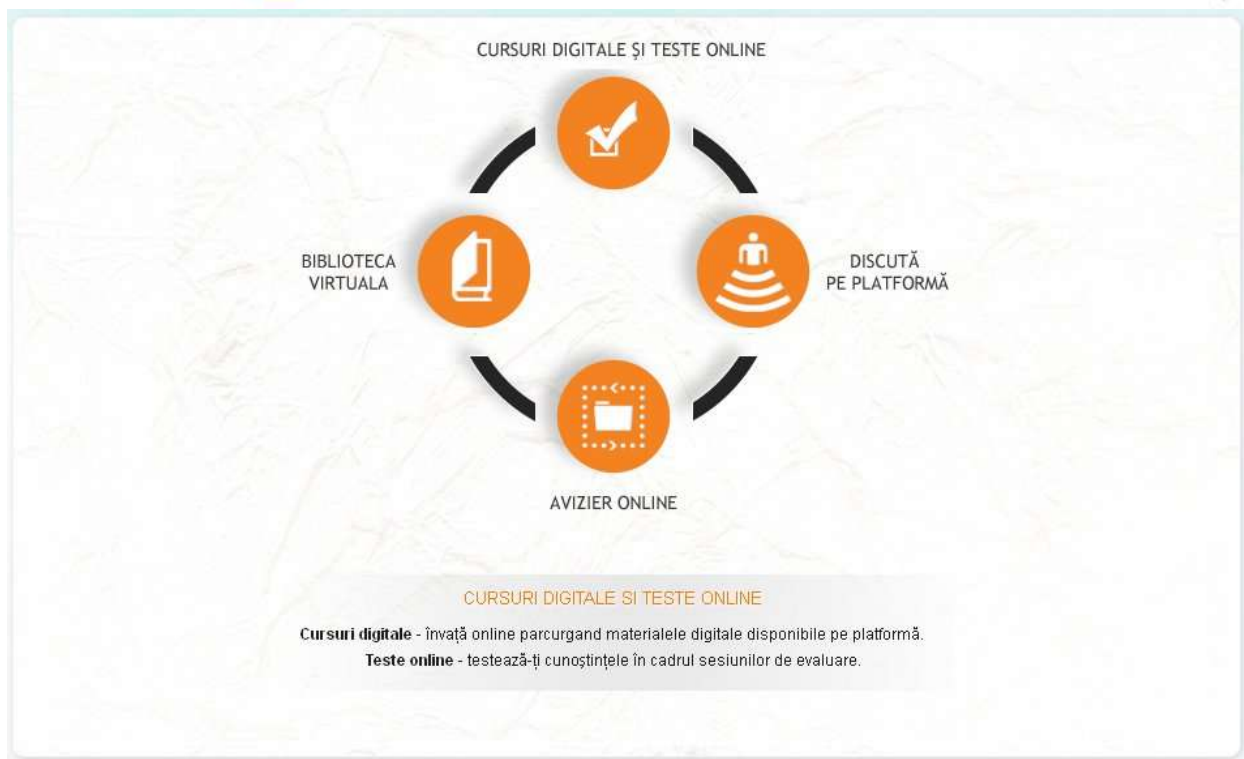 CURSURI DIGITALE ȘI TESTE ONLINE
BIBLIOTECA
VIRTUALA
DISCUTĂ
PE PLATFORMĂ
AVIZIER ONLINE
CURSURI DIGITALE SI TESTE ONLINE
Cursuri digitale - învață online parcurgand materialele digitale disponibile pe platformă.
Teste online - testează-ți cunoștințele în cadrul sesiunilor de evaluare.